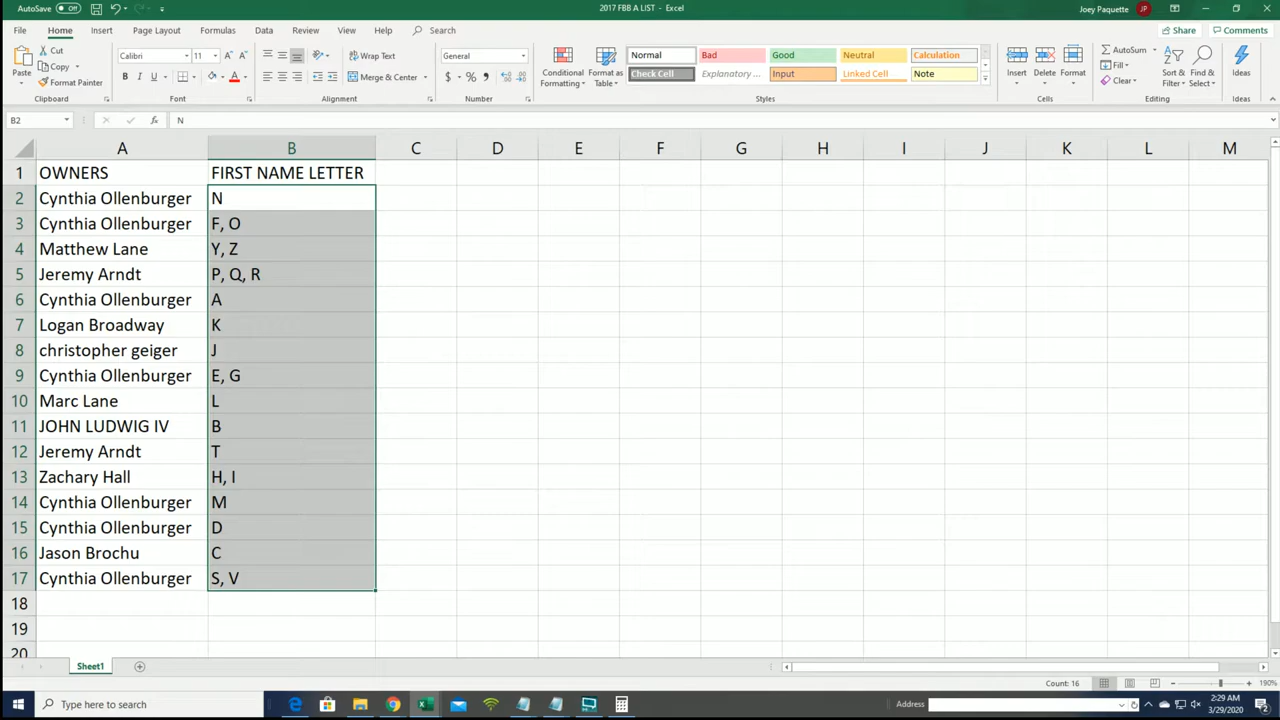 AutoSave Off
2017 FBB A LIST - Excel
Joey Paquette JP
File Home Insert Page Layout Formulas Data Review View Help Search Share Comments
Paste Cut Copy Format Painter Clipboard
Calibri 11 A A B I U A Font
Wrap Text Merge & Center Alignment
General $ % Number
Conditional Formatting Format as Table
Normal Bad Good Neutral Calculation
Check Cell Explanatory ... Input Linked Cell Note
Styles
Insert Delete Format Cells
AutoSum Fill Clear Sort & Filter Find & Select Editing
Ideas Ideas
B2 fx N
A B C D E F G H I J K L M
1 OWNERS FIRST NAME LETTER
2 Cynthia Ollenburger N
3 Cynthia Ollenburger F, O
4 Matthew Lane Y, Z
5 Jeremy Arndt P, Q, R
6 Cynthia Ollenburger A
7 Logan Broadway K
8 christopher geiger J
9 Cynthia Ollenburger E, G
10 Marc Lane L
11 JOHN LUDWIG IV B
12 Jeremy Arndt T
13 Zachary Hall H, I
14 Cynthia Ollenburger M
15 Cynthia Ollenburger D
16 Jason Brochu C
17 Cynthia Ollenburger S, V
18
19
20
Sheet1
Count: 16 190%
Type here to search
Address
2:29 AM
3/29/2020